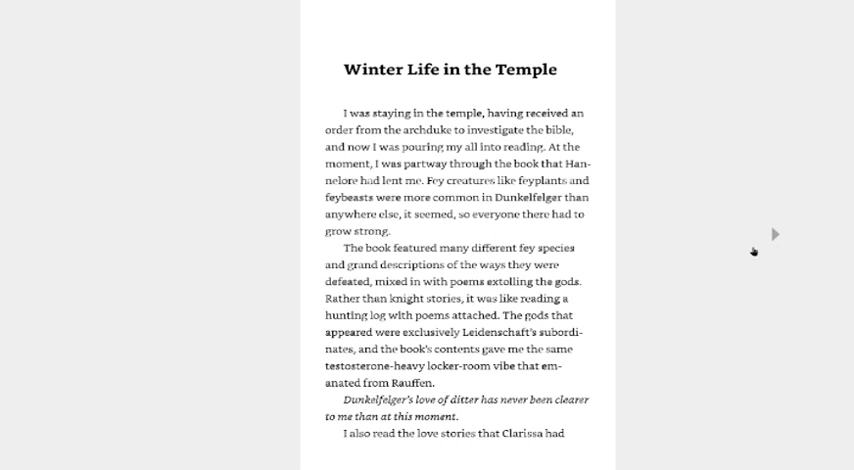 Winter Life in the Temple
I was staying in the temple, having received an
order from the archduke to investigate the bible,
and now I was pouring my all into reading. At the
moment, I was partway through the book that Han-
nelore had lent me. Fey creatures like feyplants and
feybeasts were more common in Dunkelfelger than
anywhere else, it seemed, so everyone there had to
grow strong.
The book featured many different fey species
and grand descriptions of the ways they were
defeated, mixed in with poems extolling the gods.
Rather than knight stories, it was like reading a
hunting log with poems attached. The gods that
appeared were exclusively Leidenschaft's subordi-
nates, and the book's contents gave me the same
testosterone-heavy locker-room vibe that em-
anated from Rauffen.
Dunkelfelger's love of ditter has never been clearer
to me than at this moment.
I also read the love stories that Clarissa had